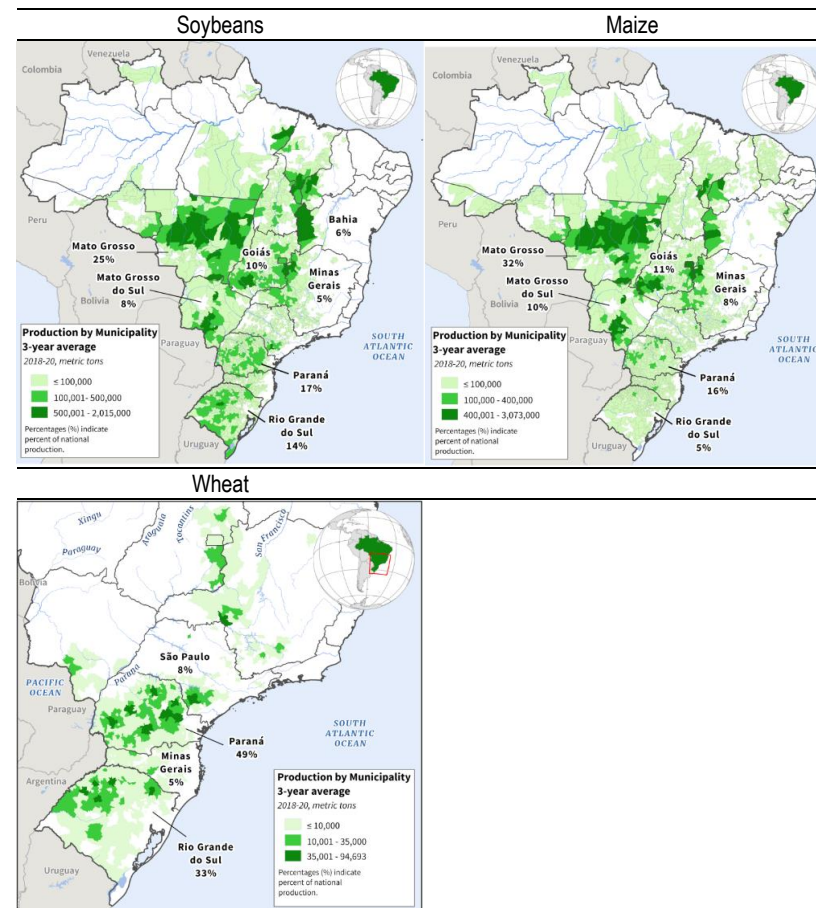 Soybeans
Maize
Venezuela
Colombia
Peru
Bahia
6%
Mato Grosso
25%
Goiás
10%
Mato Grosso
do Sul
8%
Minas
Gerais
5%
Bolivia
Production by Municipality
3-year average
2018-20, metric tons
≤ 100,000
100,001- 500,000
500,001 - 2,015,000
Percentages (%) indicate
percent of national
production.
Paraguay
SOUTH
ATLANTIC
OCEAN
Paraná
17%
Rio Grande
do Sul
14%
Uruguay
Venezuela
Colombia
Peru
Mato Grosso
32%
Goiás
11%
Mato Grosso
do Sul
10%
Minas
Gerais
8%
Bolivia
Production by Municipality
3-year average
2018-20, metric tons
≤ 100,000
100,000 - 400,000
400,001 - 3,073,000
Percentages (%) indicate
percent of national
production.
Paraguay
SOUTH
ATLANTIC
OCEAN
Paraná
16%
Rio Grande
do Sul
5%
Uruguay
Wheat
Xingu
Araguaia
Tocantins
San Francisco
Paraguay
Bolivia
São Paulo
8%
Parana
PACIFIC
OCEAN
Paraguay
SOUTH
ATLANTIC
OCEAN
Paraná
49%
Minas
Gerais
5%
Argentina
Production by Municipality
3-year average
2018-20, metric tons
≤ 10,000
10,001 - 35,000
35,001 - 94,693
Percentages (%) indicate
percent of national
production.
Rio Grande
do Sul
33%
Uruguay